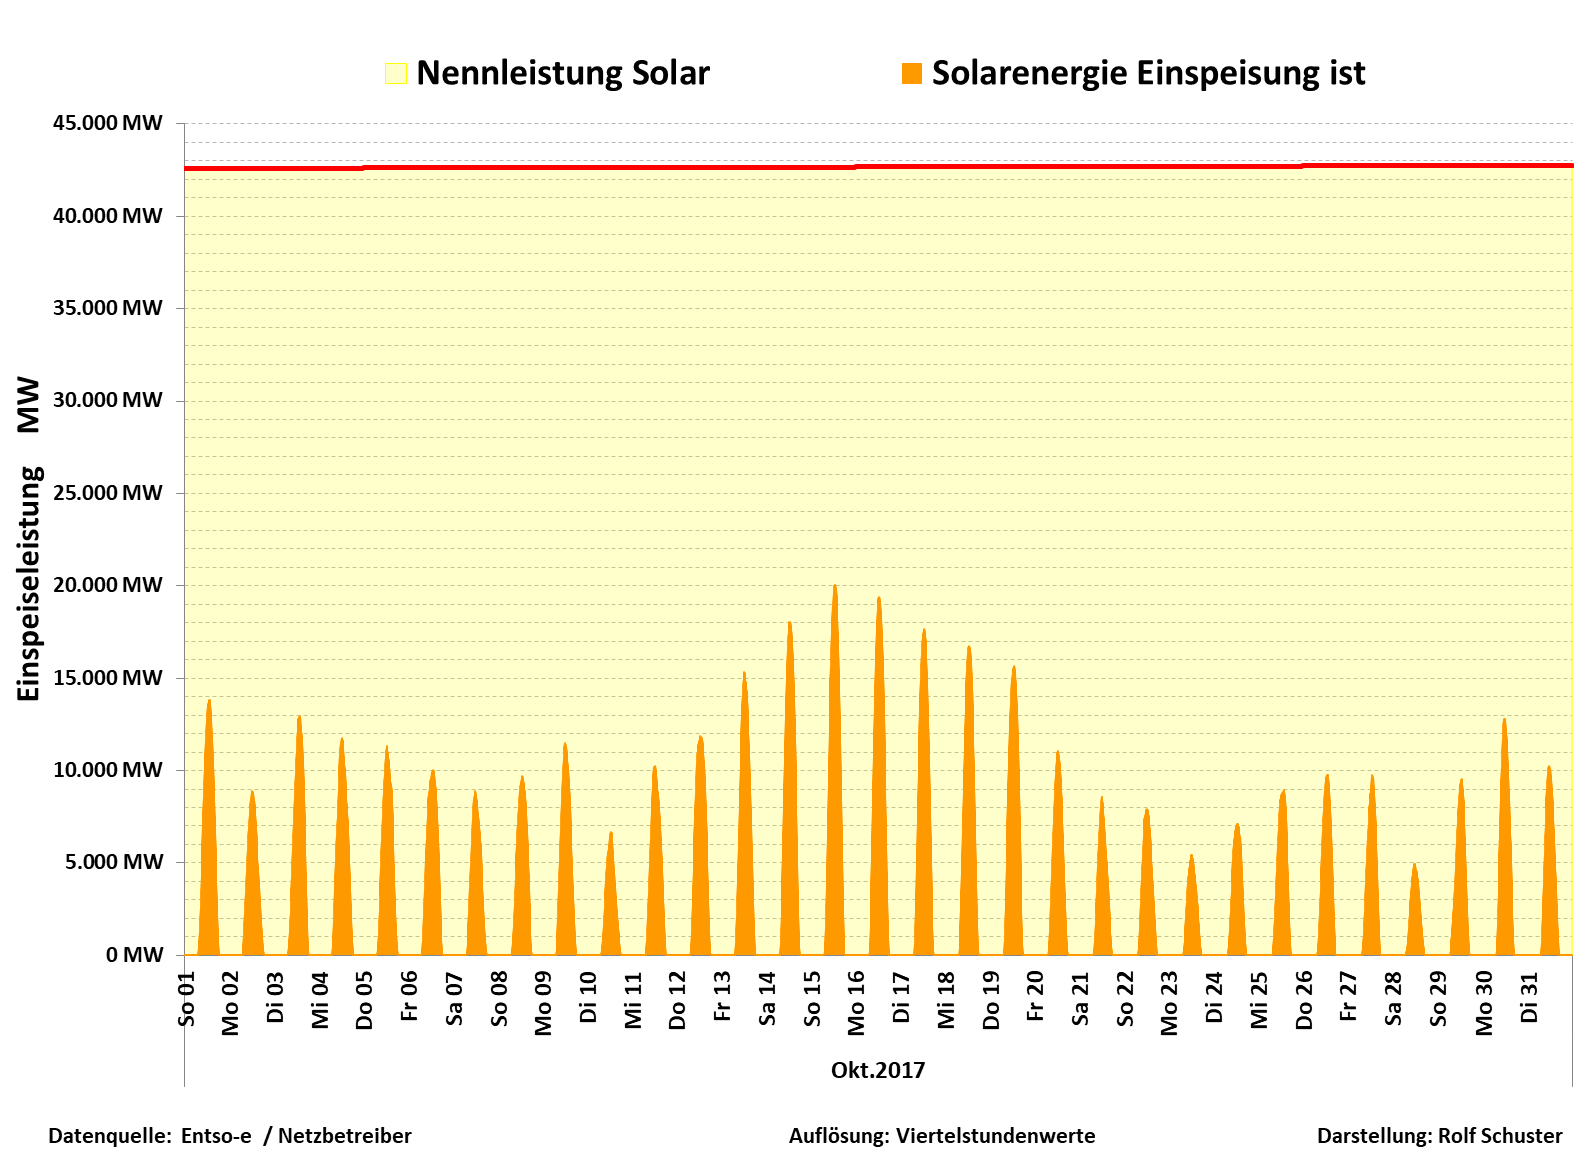 Nennleistung Solar
Solarenergie Einspeisung ist
45.000 MW
40.000 MW
35.000 MW
30.000 MW
25.000 MW
20.000 MW
15.000 MW
10.000 MW
5.000 MW
0 MW
Einspeiseleistung MW
So 01
Mo 02
Di 03
Mi 04
Do 05
Fr 06
Sa 07
So 08
Mo 09
Di 10
Mi 11
Do 12
Fr 13
Sa 14
So 15
Mo 16
Di 17
Mi 18
Do 19
Fr 20
Sa 21
So 22
Mo 23
Di 24
Mi 25
Do 26
Fr 27
Sa 28
So 29
Mo 30
Di 31
Okt.2017
Datenquelle: Entso-e / Netzbetreiber
Auflösung: Viertelstundenwerte
Darstellung: Rolf Schuster